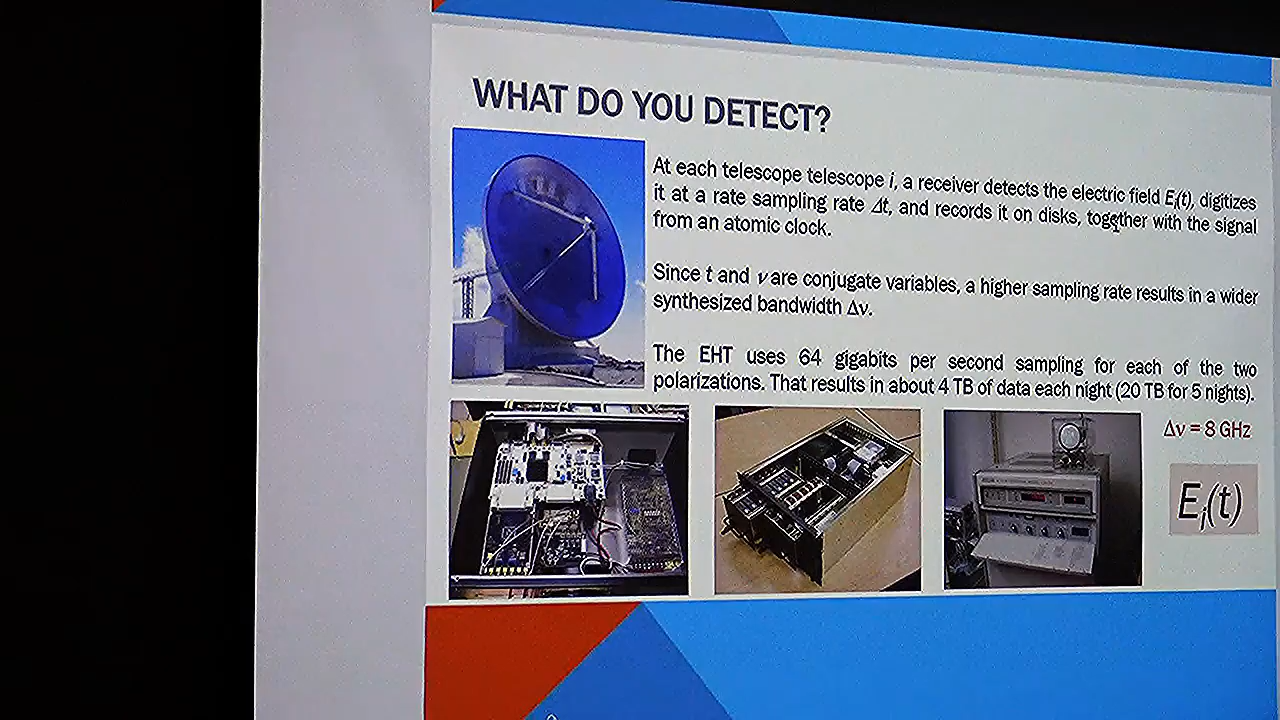 WHAT DO YOU DETECT?
At each telescope telescope i, a receiver detects the electric field Ei(t), digitizes
it at a rate sampling rate Δt, and records it on disks, together with the signal
from an atomic clock.
Since t and ν are conjugate variables, a higher sampling rate results in a wider
synthesized bandwidth Δν.
The EHT uses 64 gigabits per second sampling for each of the two
polarizations. That results in about 4 TB of data each night (20 TB for 5 nights).
Δν = 8 GHz
Ei(t)